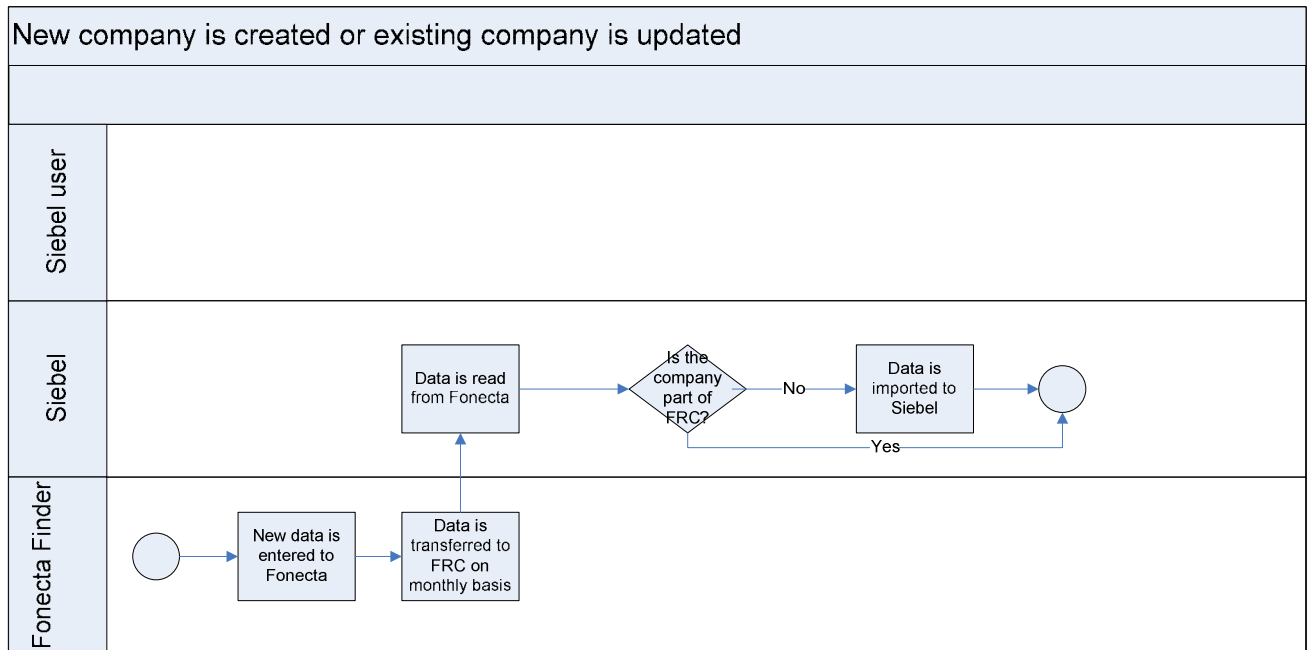 New company is created or existing company is updated
Siebel user
Siebel
Data is read
from Fonecta
Is the
company
part of
FRC?
No
Data is
imported to
Siebel
Yes
Fonecta Finder
New data is
entered to
Fonecta
Data is
transferred to
FRC on
monthly basis